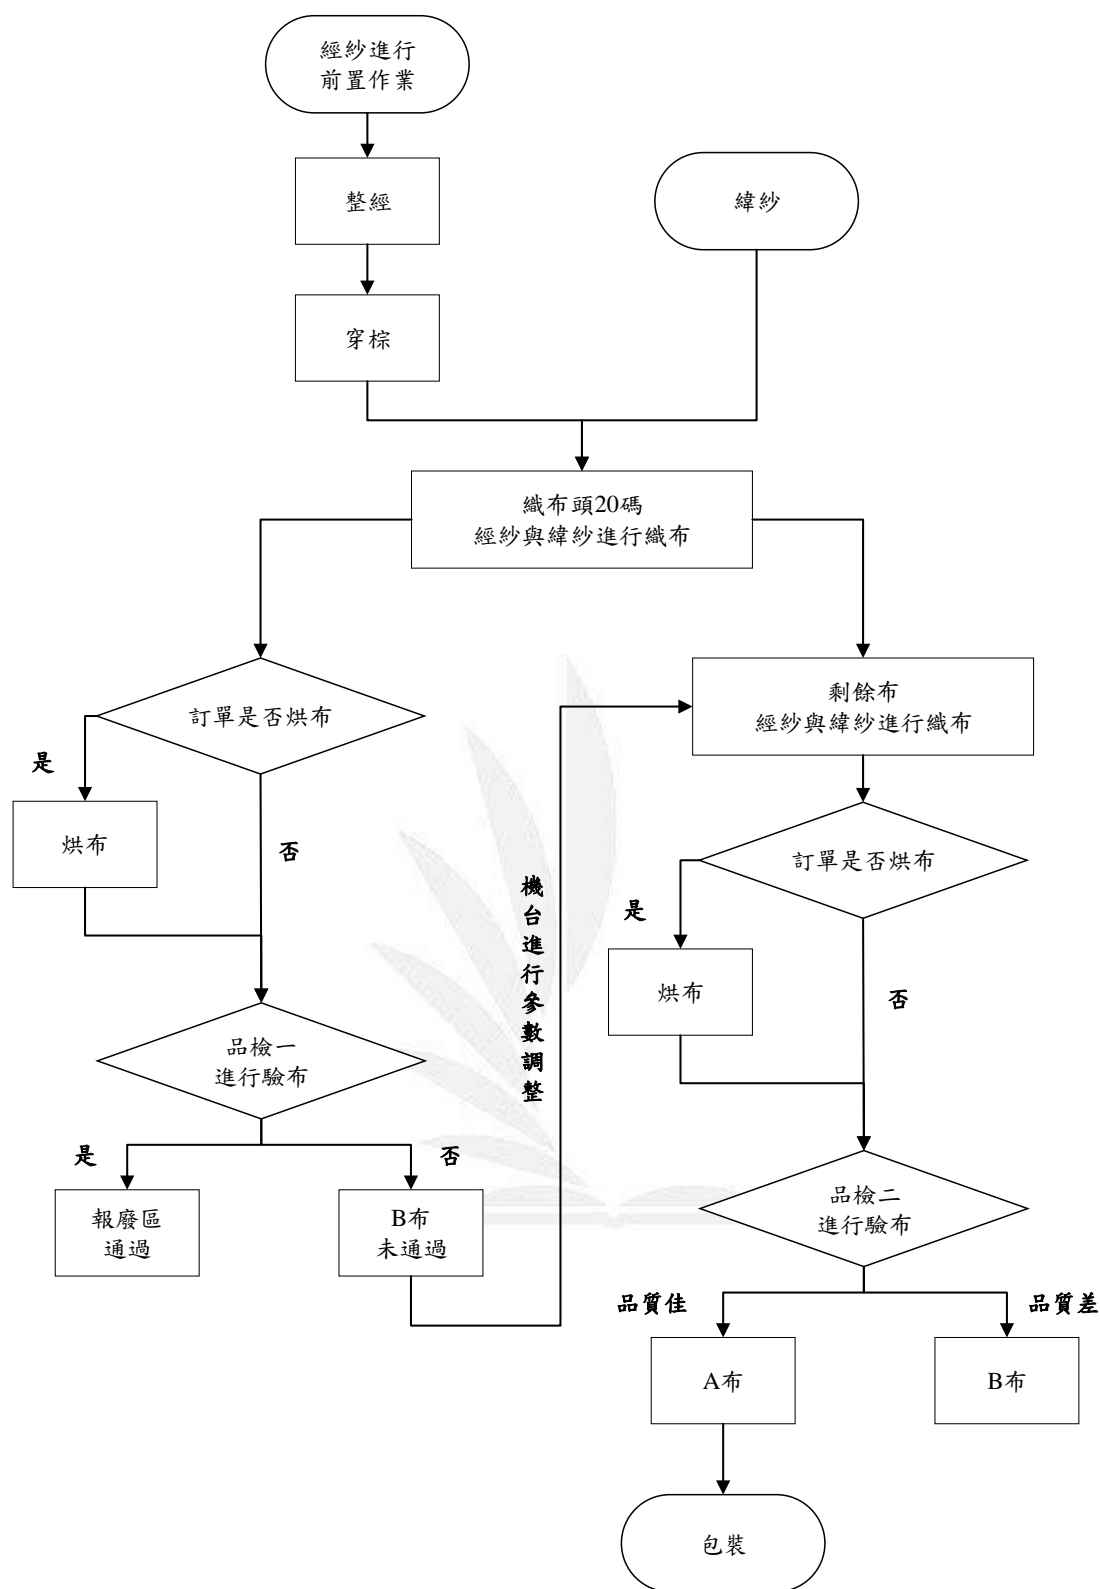 經紗進行
前置作業
整經
緯紗
穿棕
織布頭20碼
經紗與緯紗進行織布
訂單是否烘布
剩餘布
經紗與緯紗進行織布
是
烘布
否
訂單是否烘布
機
台
進
行
參
數
調
整
是
烘布
否
品檢一
進行驗布
是
否
報廢區
通過
B布
未通過
品檢二
進行驗布
品質佳
品質差
A布
B布
包裝